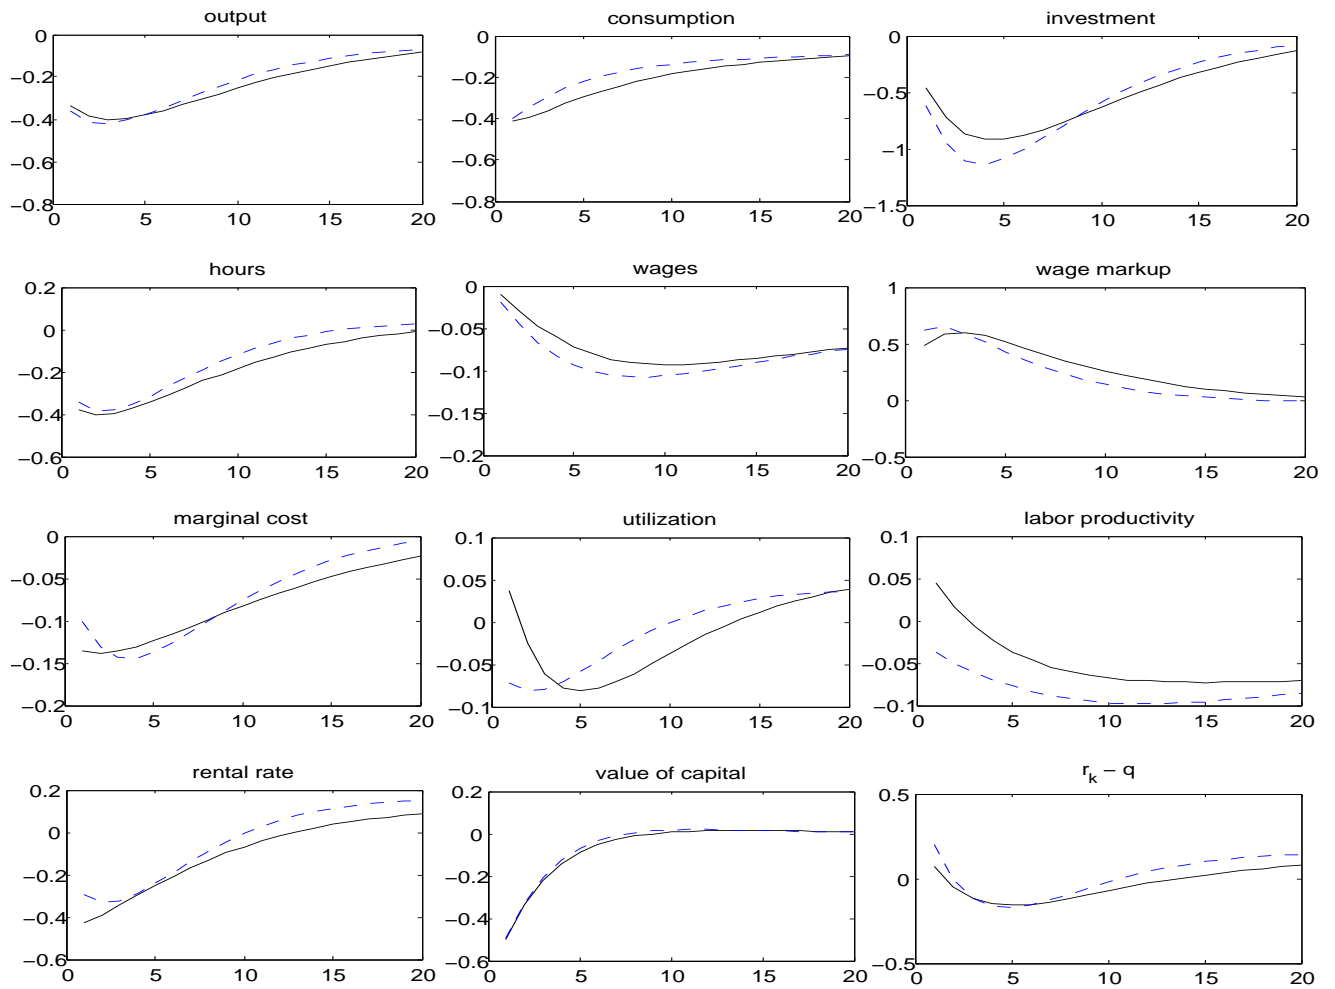 output
0
−0.2
−0.4
−0.6
−0.8
0 5 10 15 20
consumption
0
−0.2
−0.4
−0.6
−0.8
0 5 10 15 20
investment
0
−0.5
−1
−1.5
0 5 10 15 20
hours
0.2
0
−0.2
−0.4
−0.6
0 5 10 15 20
wages
0
−0.05
−0.1
−0.15
−0.2
0 5 10 15 20
wage markup
1
0.5
0
−0.5
0 5 10 15 20
marginal cost
0
−0.05
−0.1
−0.15
−0.2
0 5 10 15 20
utilization
0.1
0.05
0
−0.05
−0.1
0 5 10 15 20
labor productivity
0.1
0.05
0
−0.05
−0.1
0 5 10 15 20
rental rate
0.2
0
−0.2
−0.4
−0.6
0 5 10 15 20
value of capital
0.2
0
−0.2
−0.4
−0.6
0 5 10 15 20
r_k − q
0.5
0
−0.5
0 5 10 15 20